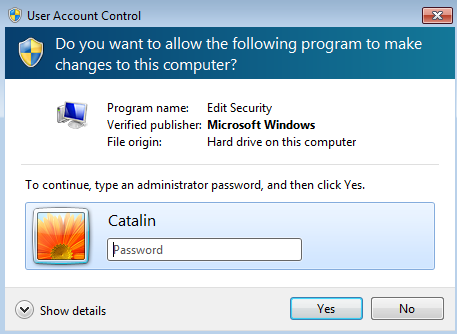 User Account Control
Do you want to allow the following program to make
changes to this computer?
Program name: Edit Security
Verified publisher: Microsoft Windows
File origin: Hard drive on this computer
To continue, type an administrator password, and then click Yes.
Catalin
Password
Show details
Yes
No